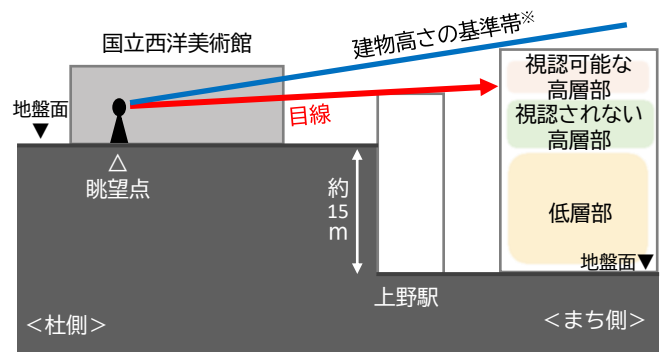 国立西洋美術館
建物高さの基準帯※
視認可能な
高層部
地盤面
▼
目線
視認されない
高層部
△
眺望点
約
15
m
低層部
地盤面▼
上野駅
＜杜側＞
＜まち側＞